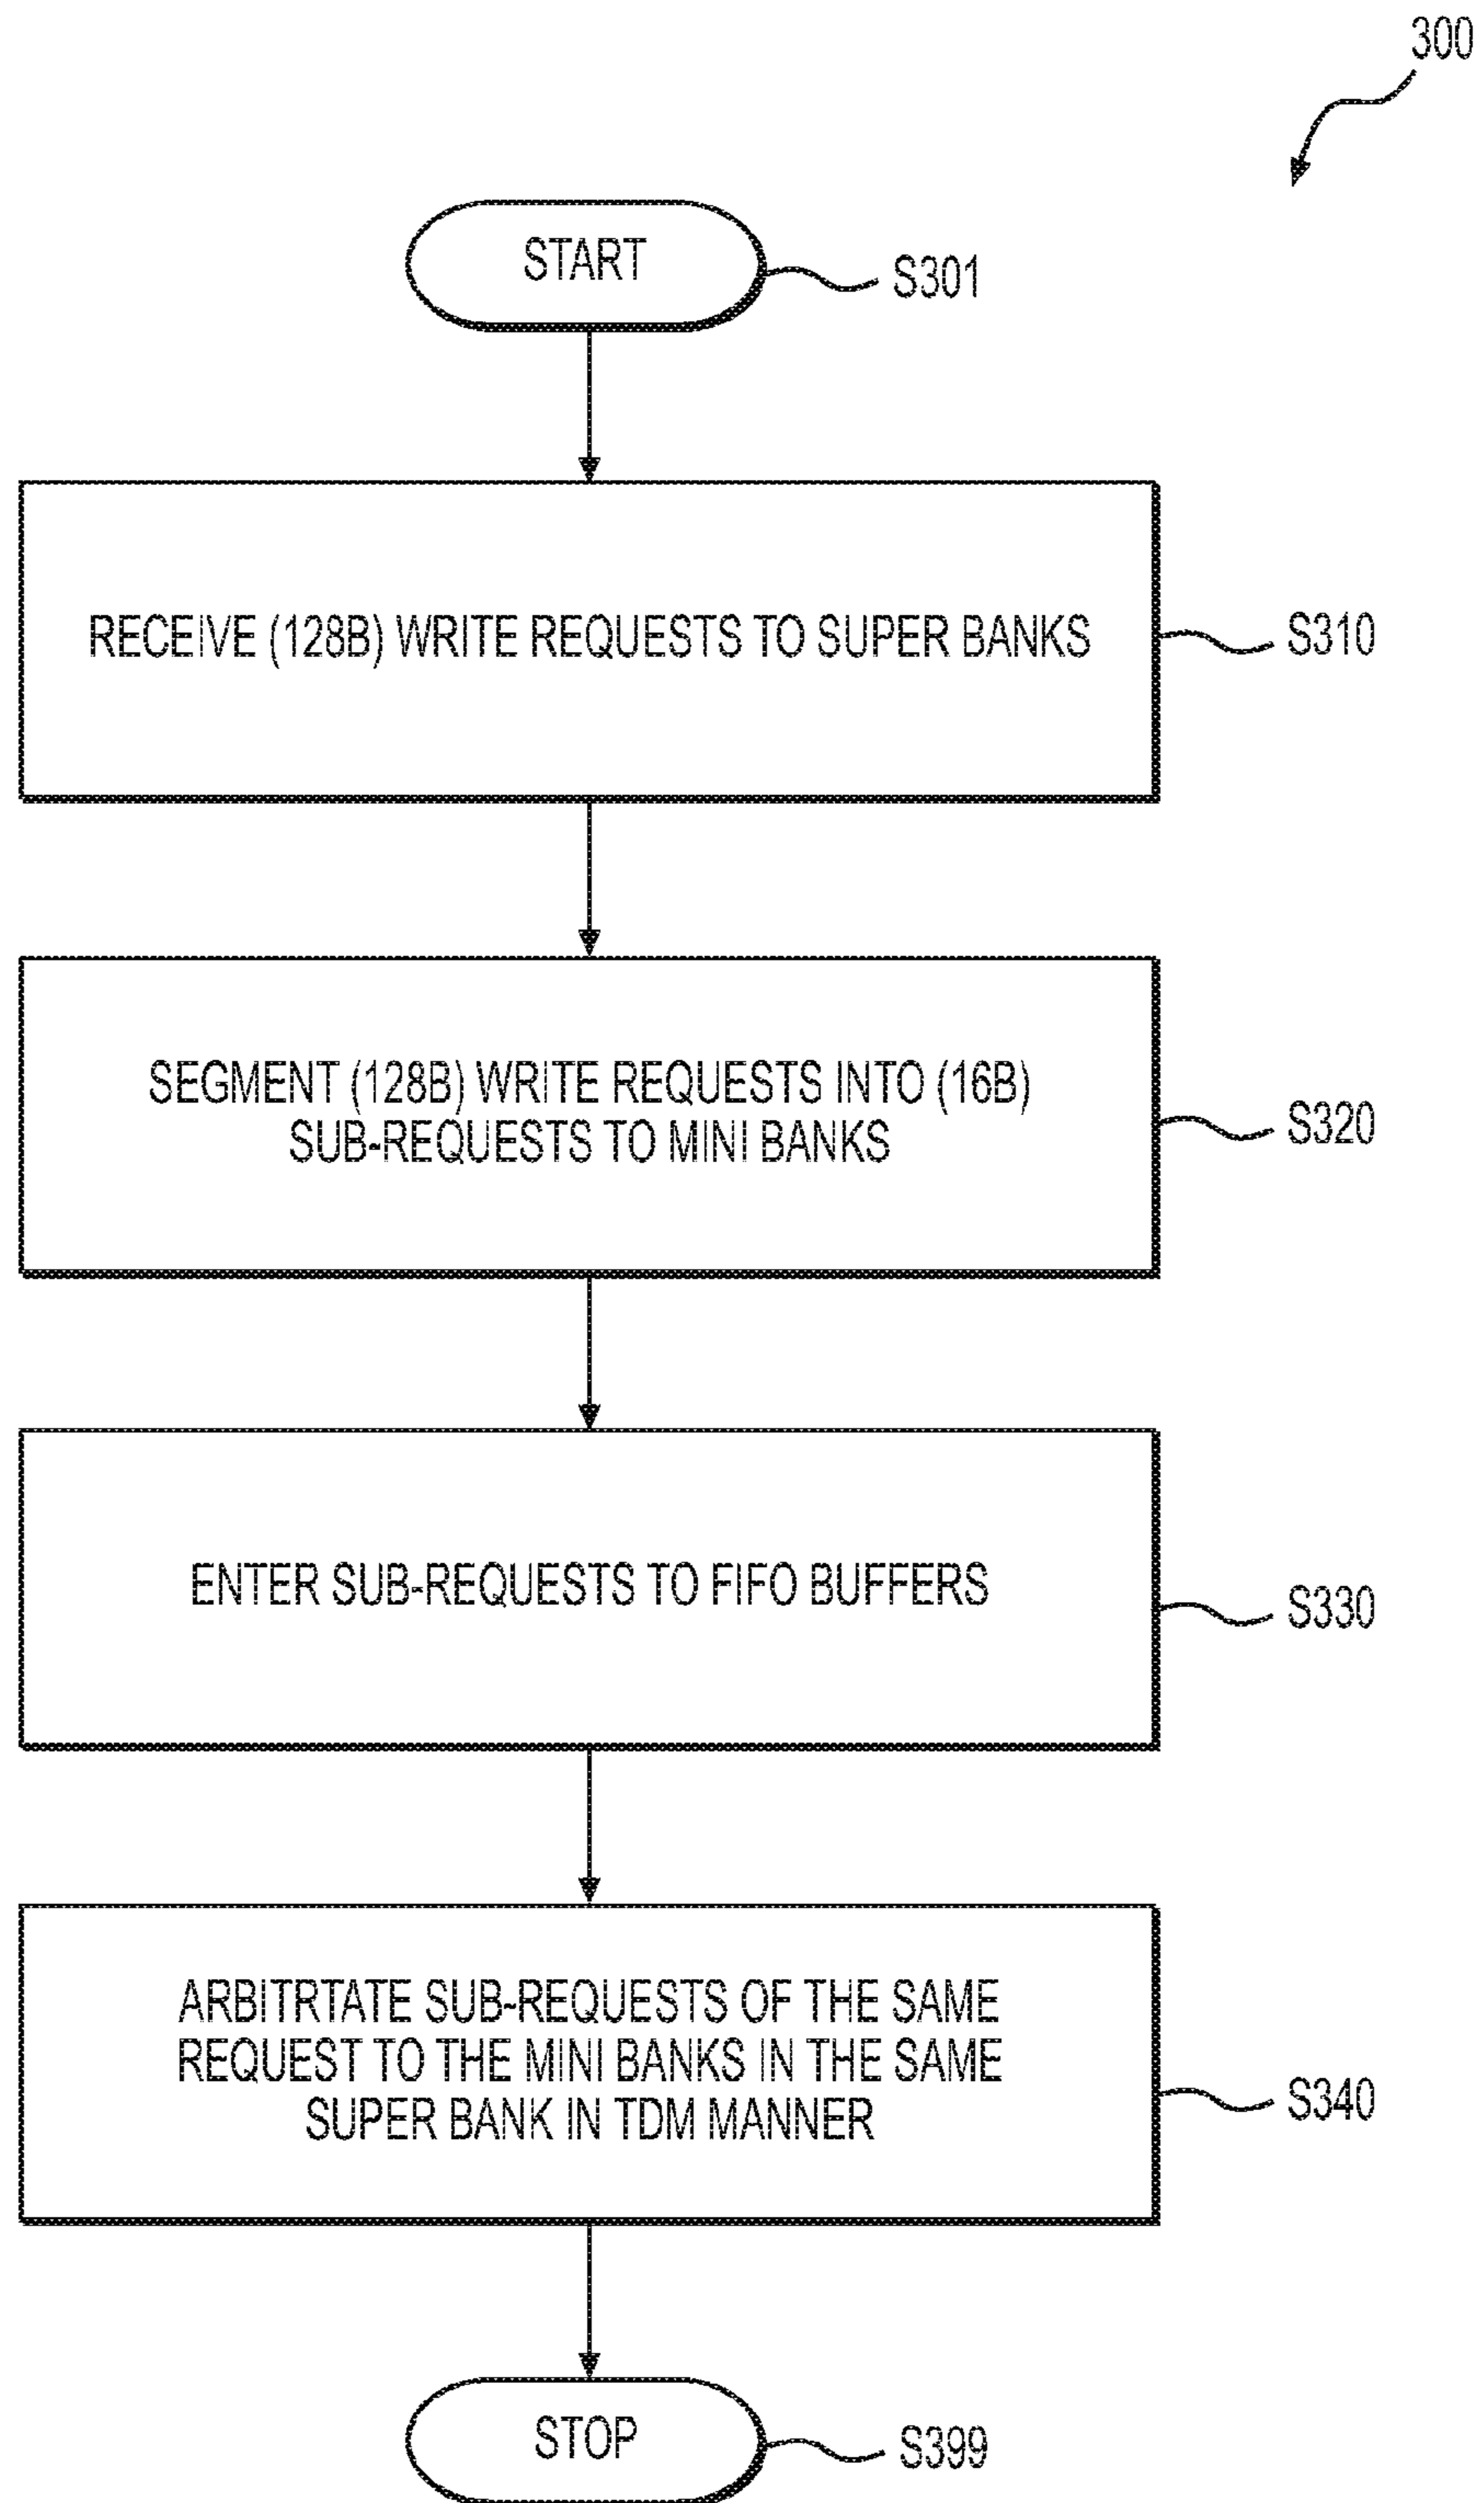 300
START
S301
RECEIVE (128B) WRITE REQUESTS TO SUPER BANKS
S310
SEGMENT (128B) WRITE REQUESTS INTO (16B)
SUB-REQUESTS TO MINI BANKS
S320
ENTER SUB-REQUESTS TO FIFO BUFFERS
S330
ARBITRTATE SUB-REQUESTS OF THE SAME
REQUEST TO THE MINI BANKS IN THE SAME
SUPER BANK IN TDM MANNER
S340
STOP
S399